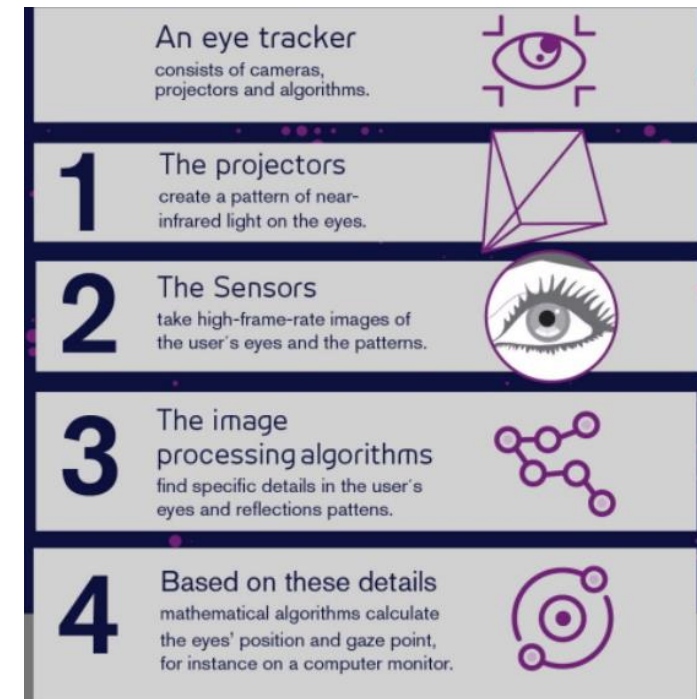 An eye tracker
consists of cameras,
projectors and algorithms.
1
The projectors
create a pattern of near-
infrared light on the eyes.
2
The Sensors
take high-frame-rate images of
the user's eyes and the patterns.
3
The image
processing algorithms
find specific details in the user's
eyes and reflections pattens.
4
Based on these details
mathematical algorithms calculate
the eyes' position and gaze point,
for instance on a computer monitor.